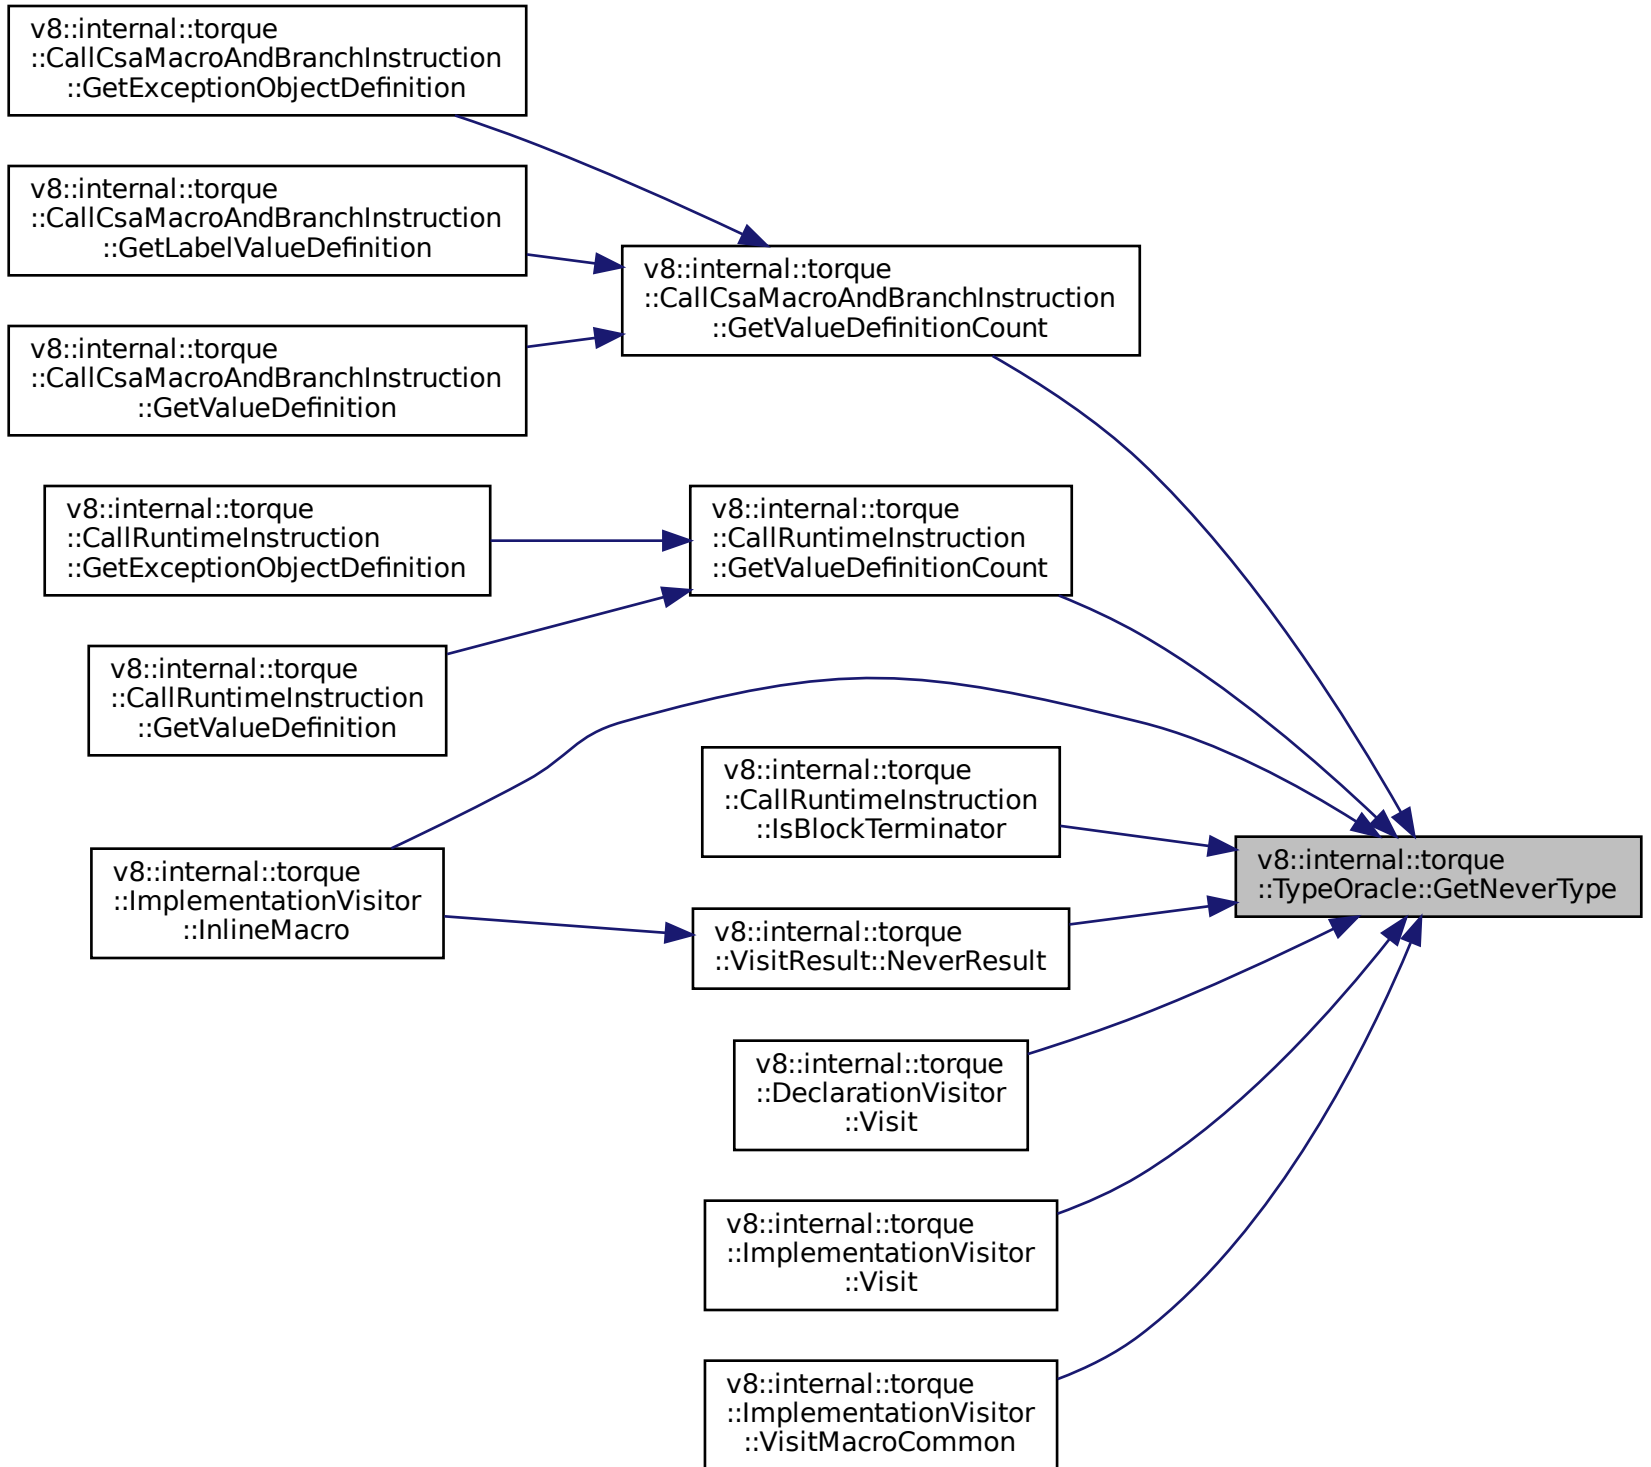 v8::internal::torque
::CallCsaMacroAndBranchInstruction
::GetExceptionObjectDefinition
v8::internal::torque
::CallCsaMacroAndBranchInstruction
::GetLabelValueDefinition
v8::internal::torque
::CallCsaMacroAndBranchInstruction
::GetValueDefinition
v8::internal::torque
::CallCsaMacroAndBranchInstruction
::GetValueDefinitionCount
v8::internal::torque
::CallRuntimeInstruction
::GetExceptionObjectDefinition
v8::internal::torque
::CallRuntimeInstruction
::GetValueDefinitionCount
v8::internal::torque
::CallRuntimeInstruction
::GetValueDefinition
v8::internal::torque
::CallRuntimeInstruction
::IsBlockTerminator
v8::internal::torque
::ImplementationVisitor
::InlineMacro
v8::internal::torque
::TypeOracle::GetNeverType
v8::internal::torque
::VisitResult::NeverResult
v8::internal::torque
::DeclarationVisitor
::Visit
v8::internal::torque
::ImplementationVisitor
::Visit
v8::internal::torque
::ImplementationVisitor
::VisitMacroCommon